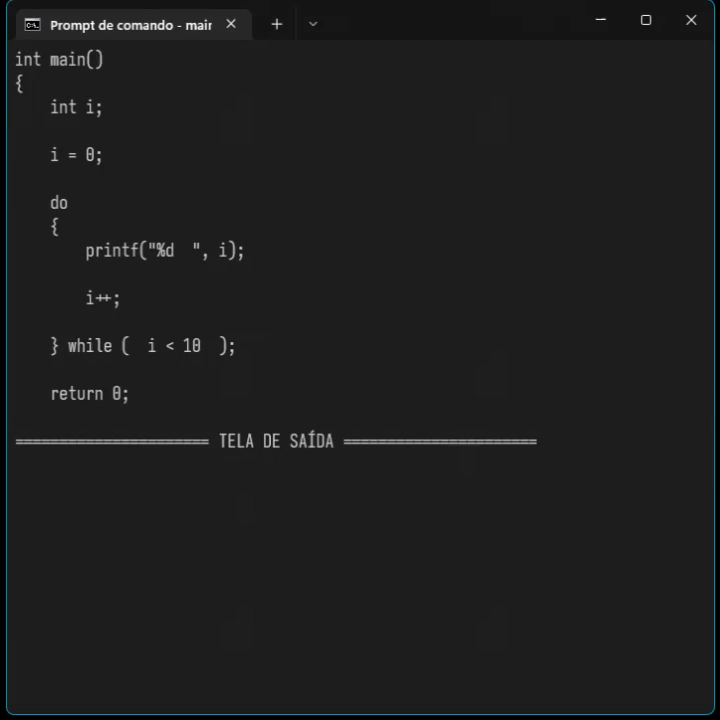 Prompt de comando - mair
int main()
{
    int i;
    i = 0;
    do
    {
        printf("%d  ", i);
        i++;
    } while (  i < 10  );
    return 0;
====================== TELA DE SAÍDA ======================